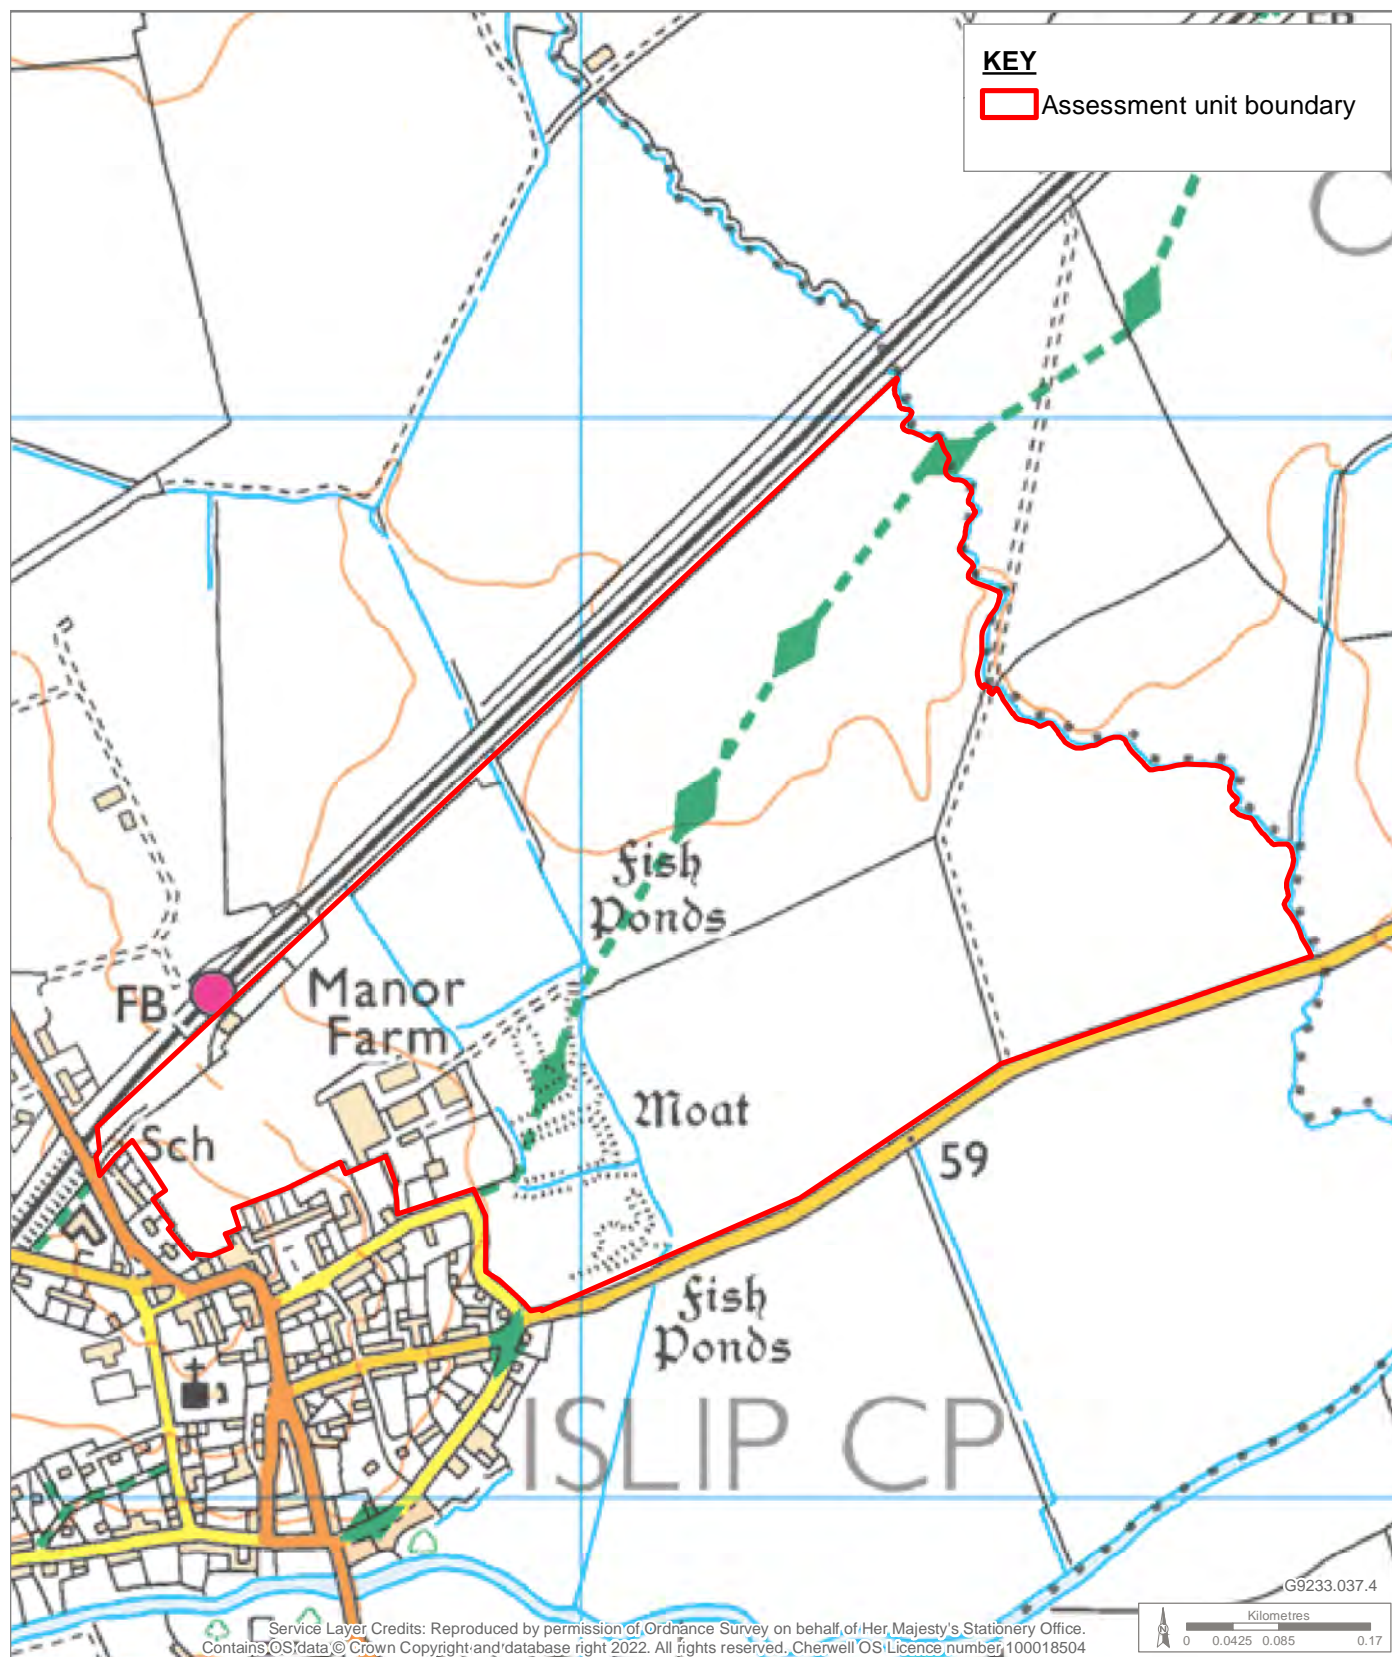 KEY
Assessment unit boundary
Fish
Ponds
Manor
Farm
FB
Moat
Sch
59
Fish
Ponds
ISLIP CP
G9233.037.4
Kilometres
0 0.0425 0.085 0.17
N
Service Layer Credits: Reproduced by permission of Ordnance Survey on behalf of Her Majesty's Stationery Office.
Contains OS data © Crown Copyright and database right 2022. All rights reserved. Cherwell OS Licence number 100018504